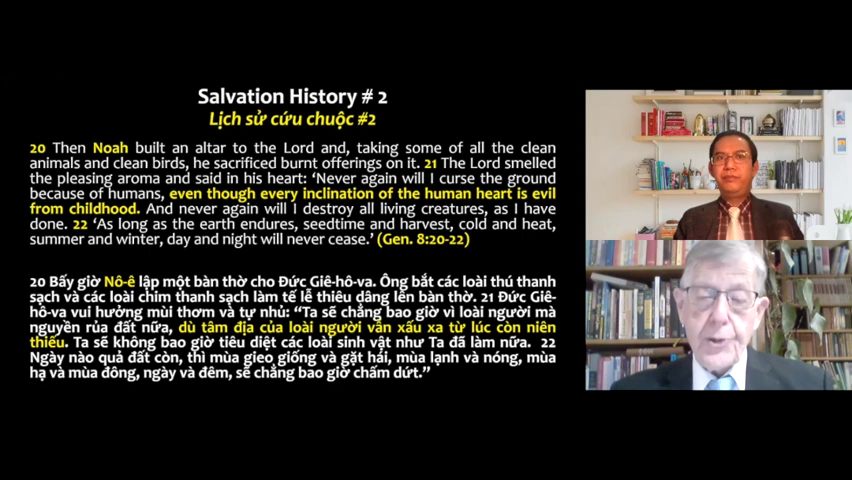 Salvation History # 2
Lịch sử cứu chuộc #2
20 Then Noah built an altar to the Lord and, taking some of all the clean
animals and clean birds, he sacrificed burnt offerings on it. 21 The Lord smelled
the pleasing aroma and said in his heart: ‘Never again will I curse the ground
because of humans, even though every inclination of the human heart is evil
from childhood. And never again will I destroy all living creatures, as I have
done. 22 ‘As long as the earth endures, seedtime and harvest, cold and heat,
summer and winter, day and night will never cease.’ (Gen. 8:20-22)
20 Bấy giờ Nô-ê lập một bàn thờ cho Đức Giê-hô-va. Ông bắt các loài thú thanh
sạch và các loài chim thanh sạch làm tế lễ thiêu dâng lên bàn thờ. 21 Đức Giê-
hô-va vui hưởng mùi thơm và tự nhủ: “Ta sẽ chẳng bao giờ vì loài người mà
nguyền rủa đất nữa, dù tâm địa của loài người vẫn xấu xa từ lúc còn niên
thiếu. Ta sẽ không bao giờ tiêu diệt các loài sinh vật như Ta đã làm nữa. 22
Ngày nào quả đất còn, thì mùa gieo giống và gặt hái, mùa lạnh và nóng, mùa
hạ và mùa đông, ngày và đêm, sẽ chẳng bao giờ chấm dứt.”